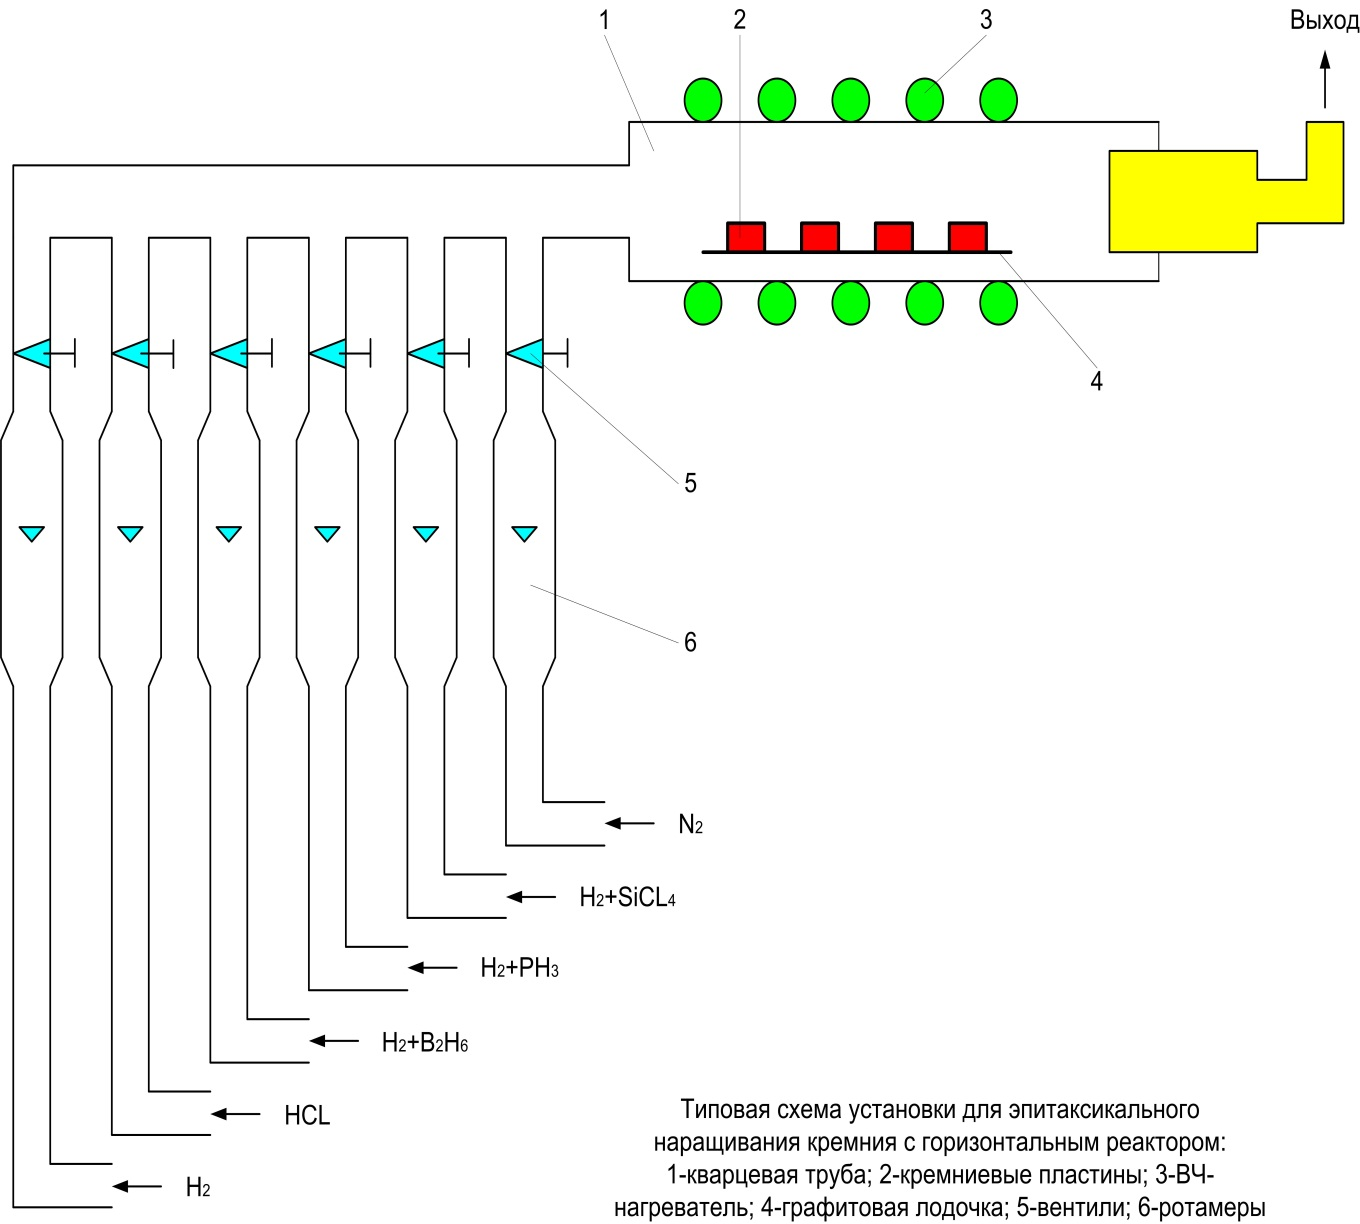 1
2
3
Выход
4
5
6
N₂
H₂+SiCL₄
H₂+PH₃
H₂+B₂H₆
HCL
H₂
Типовая схема установки для эпитаксикального
наращивания кремния с горизонтальным реактором:
1-кварцевая труба; 2-кремниевые пластины; 3-ВЧ-
нагреватель; 4-графитовая лодочка; 5-вентили; 6-ротамеры